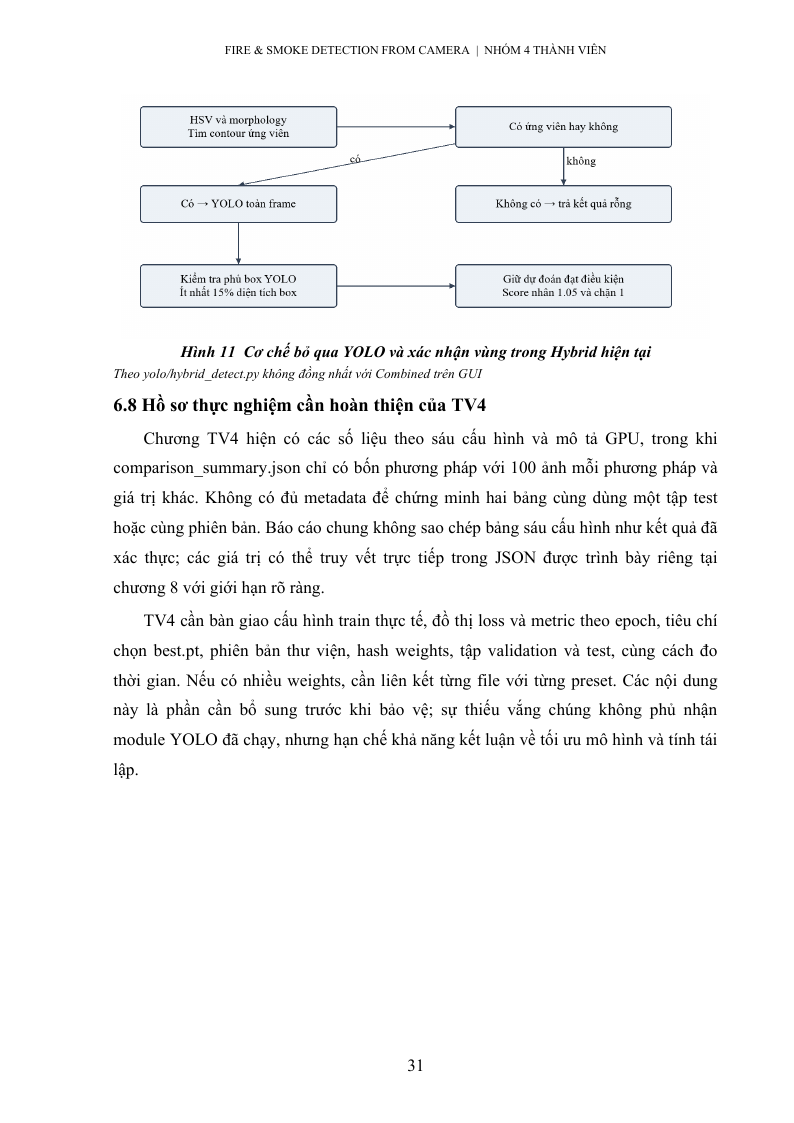 FIRE & SMOKE DETECTION FROM CAMERA | NHÓM 4 THÀNH VIÊN
HSV và morphology
Tìm contour ứng viên
Có ứng viên hay không
có
không
Có → YOLO toàn frame
Không có → trả kết quả rỗng
Kiểm tra phủ box YOLO
Ít nhất 15% diện tích box
Giữ dự đoán đạt điều kiện
Score nhân 1.05 và chặn 1
Hình 11 Cơ chế bỏ qua YOLO và xác nhận vùng trong Hybrid hiện tại
Theo yolo/hybrid_detect.py không đồng nhất với Combined trên GUI
6.8 Hồ sơ thực nghiệm cần hoàn thiện của TV4
Chương TV4 hiện có các số liệu theo sáu cấu hình và mô tả GPU, trong khi
comparison_summary.json chỉ có bốn phương pháp với 100 ảnh mỗi phương pháp và
giá trị khác. Không có đủ metadata để chứng minh hai bảng cùng dùng một tập test
hoặc cùng phiên bản. Báo cáo chung không sao chép bảng sáu cấu hình như kết quả đã
xác thực; các giá trị có thể truy vết trực tiếp trong JSON được trình bày riêng tại
chương 8 với giới hạn rõ ràng.
TV4 cần bàn giao cấu hình train thực tế, đồ thị loss và metric theo epoch, tiêu chí
chọn best.pt, phiên bản thư viện, hash weights, tập validation và test, cùng cách đo
thời gian. Nếu có nhiều weights, cần liên kết từng file với từng preset. Các nội dung
này là phần cần bổ sung trước khi bảo vệ; sự thiếu vắng chúng không phủ nhận
module YOLO đã chạy, nhưng hạn chế khả năng kết luận về tối ưu mô hình và tính tái
lập.
31